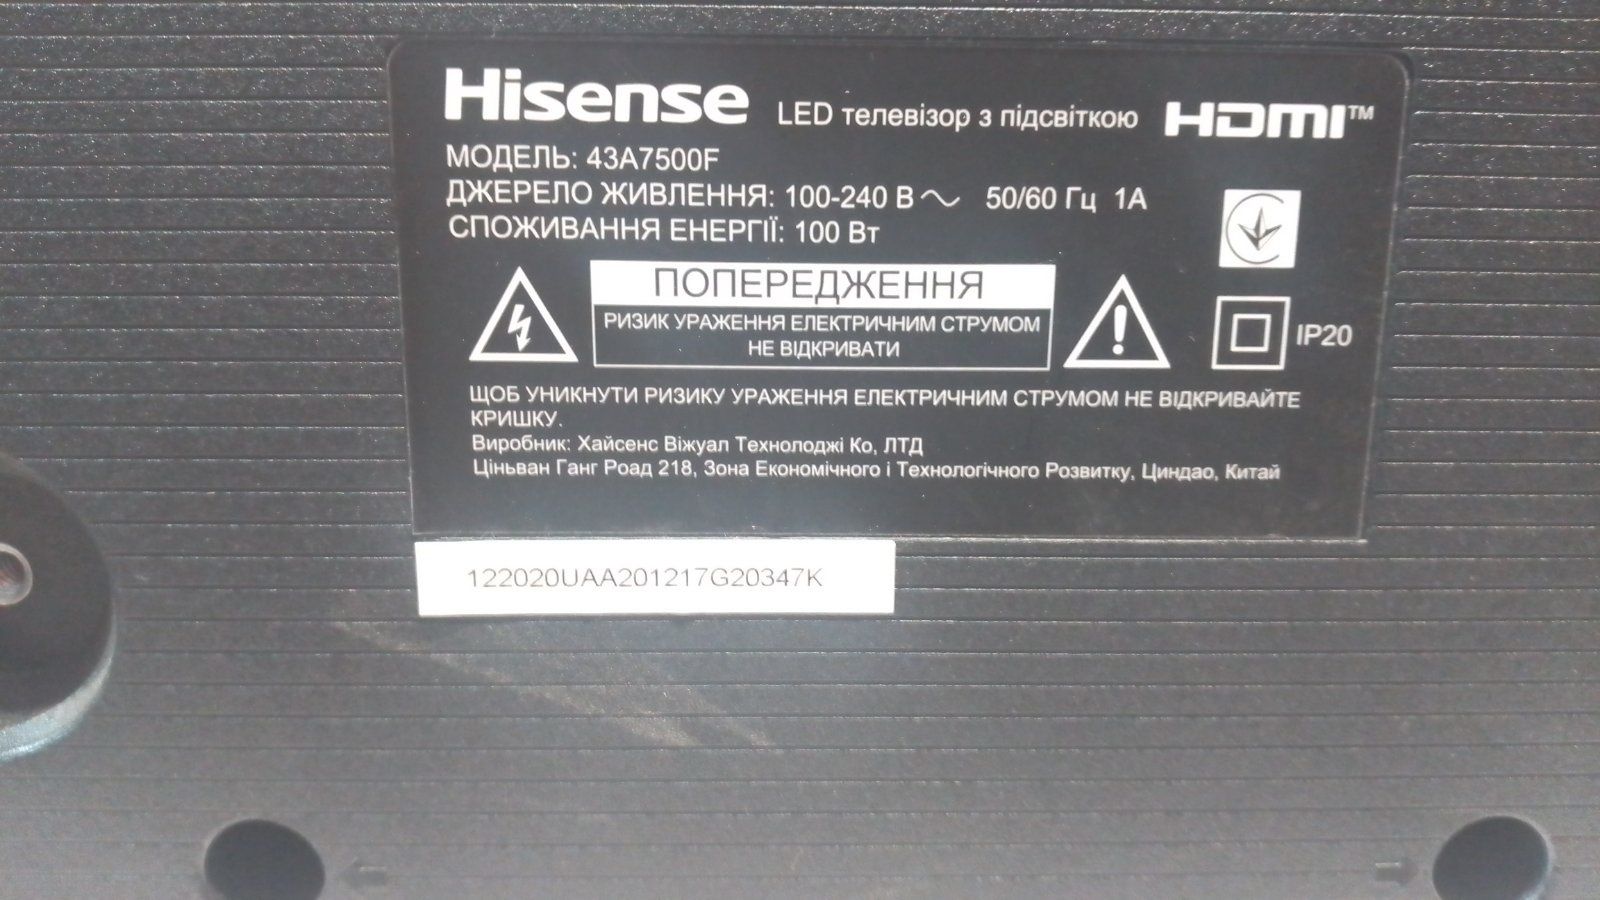 Hisense LED телевізор з підсвіткою HDMI™
МОДЕЛЬ: 43A7500F
ДЖЕРЕЛО ЖИВЛЕННЯ: 100-240 В ~ 50/60 Гц 1А
СПОЖИВАННЯ ЕНЕРГІЇ: 100 Вт
ПОПЕРЕДЖЕННЯ
РИЗИК УРАЖЕННЯ ЕЛЕКТРИЧНИМ СТРУМОМ
НЕ ВІДКРИВАТИ
IP20
ЩОБ УНИКНУТИ РИЗИКУ УРАЖЕННЯ ЕЛЕКТРИЧНИМ СТРУМОМ НЕ ВІДКРИВАЙТЕ
КРИШКУ.
Виробник: Хайсенс Віжуал Технолоджі Ко, ЛТД
Ціньван Ганг Роад 218, Зона Економічного і Технологічного Розвитку, Циндао, Китай
122020UAA201217G20347K